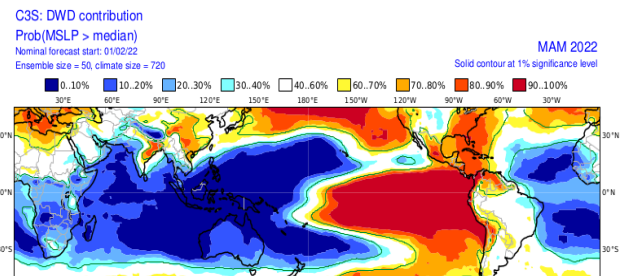 C3S: DWD contribution
Prob(MSLP > median)
Nominal forecast start: 01/02/22
Ensemble size = 50, climate size = 720
MAM 2022
Solid contour at 1% significance level
0..10% 10..20% 20..30% 30..40% 40..60% 60..70% 70..80% 80..90% 90..100%
30°E 60°E 90°E 120°E 150°E 180°E 150°W 120°W 90°W 60°W 30°W
0°N 30°N
0°N 0°N
0°S 30°S